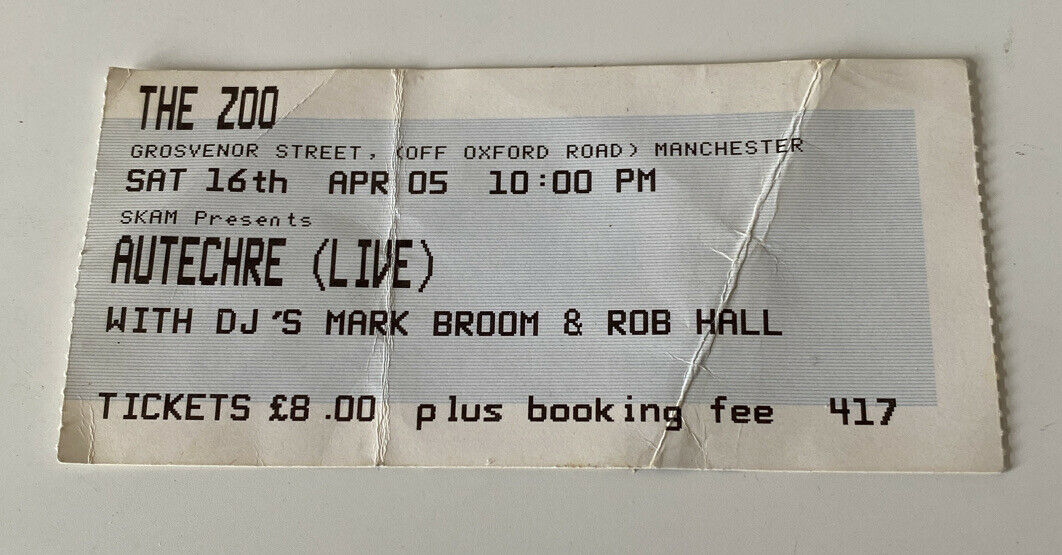 THE ZOO
GROSVENOR STREET, (OFF OXFORD ROAD) MANCHESTER
SAT 16th APR 05 10:00 PM
SKAM Presents
AUTECHRE (LIVE)
WITH DJ'S MARK BROOM & ROB HALL
TICKETS £8.00 plus booking fee 417